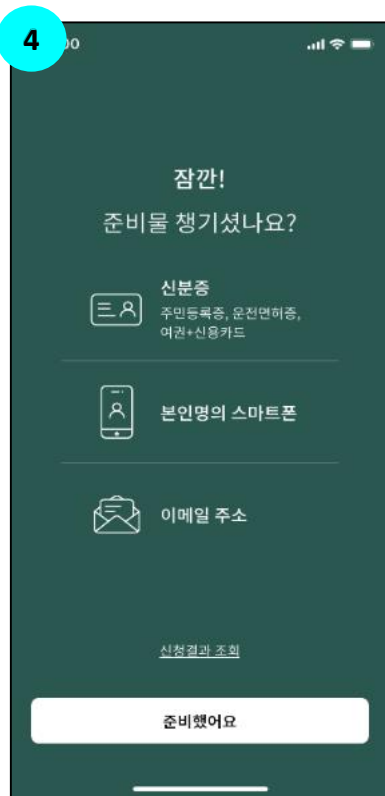 4
00
잠깐!
준비물 챙기셨나요?
신분증
주민등록증, 운전면허증,
여권+신용카드
본인명의 스마트폰
이메일 주소
신청결과 조회
준비했어요